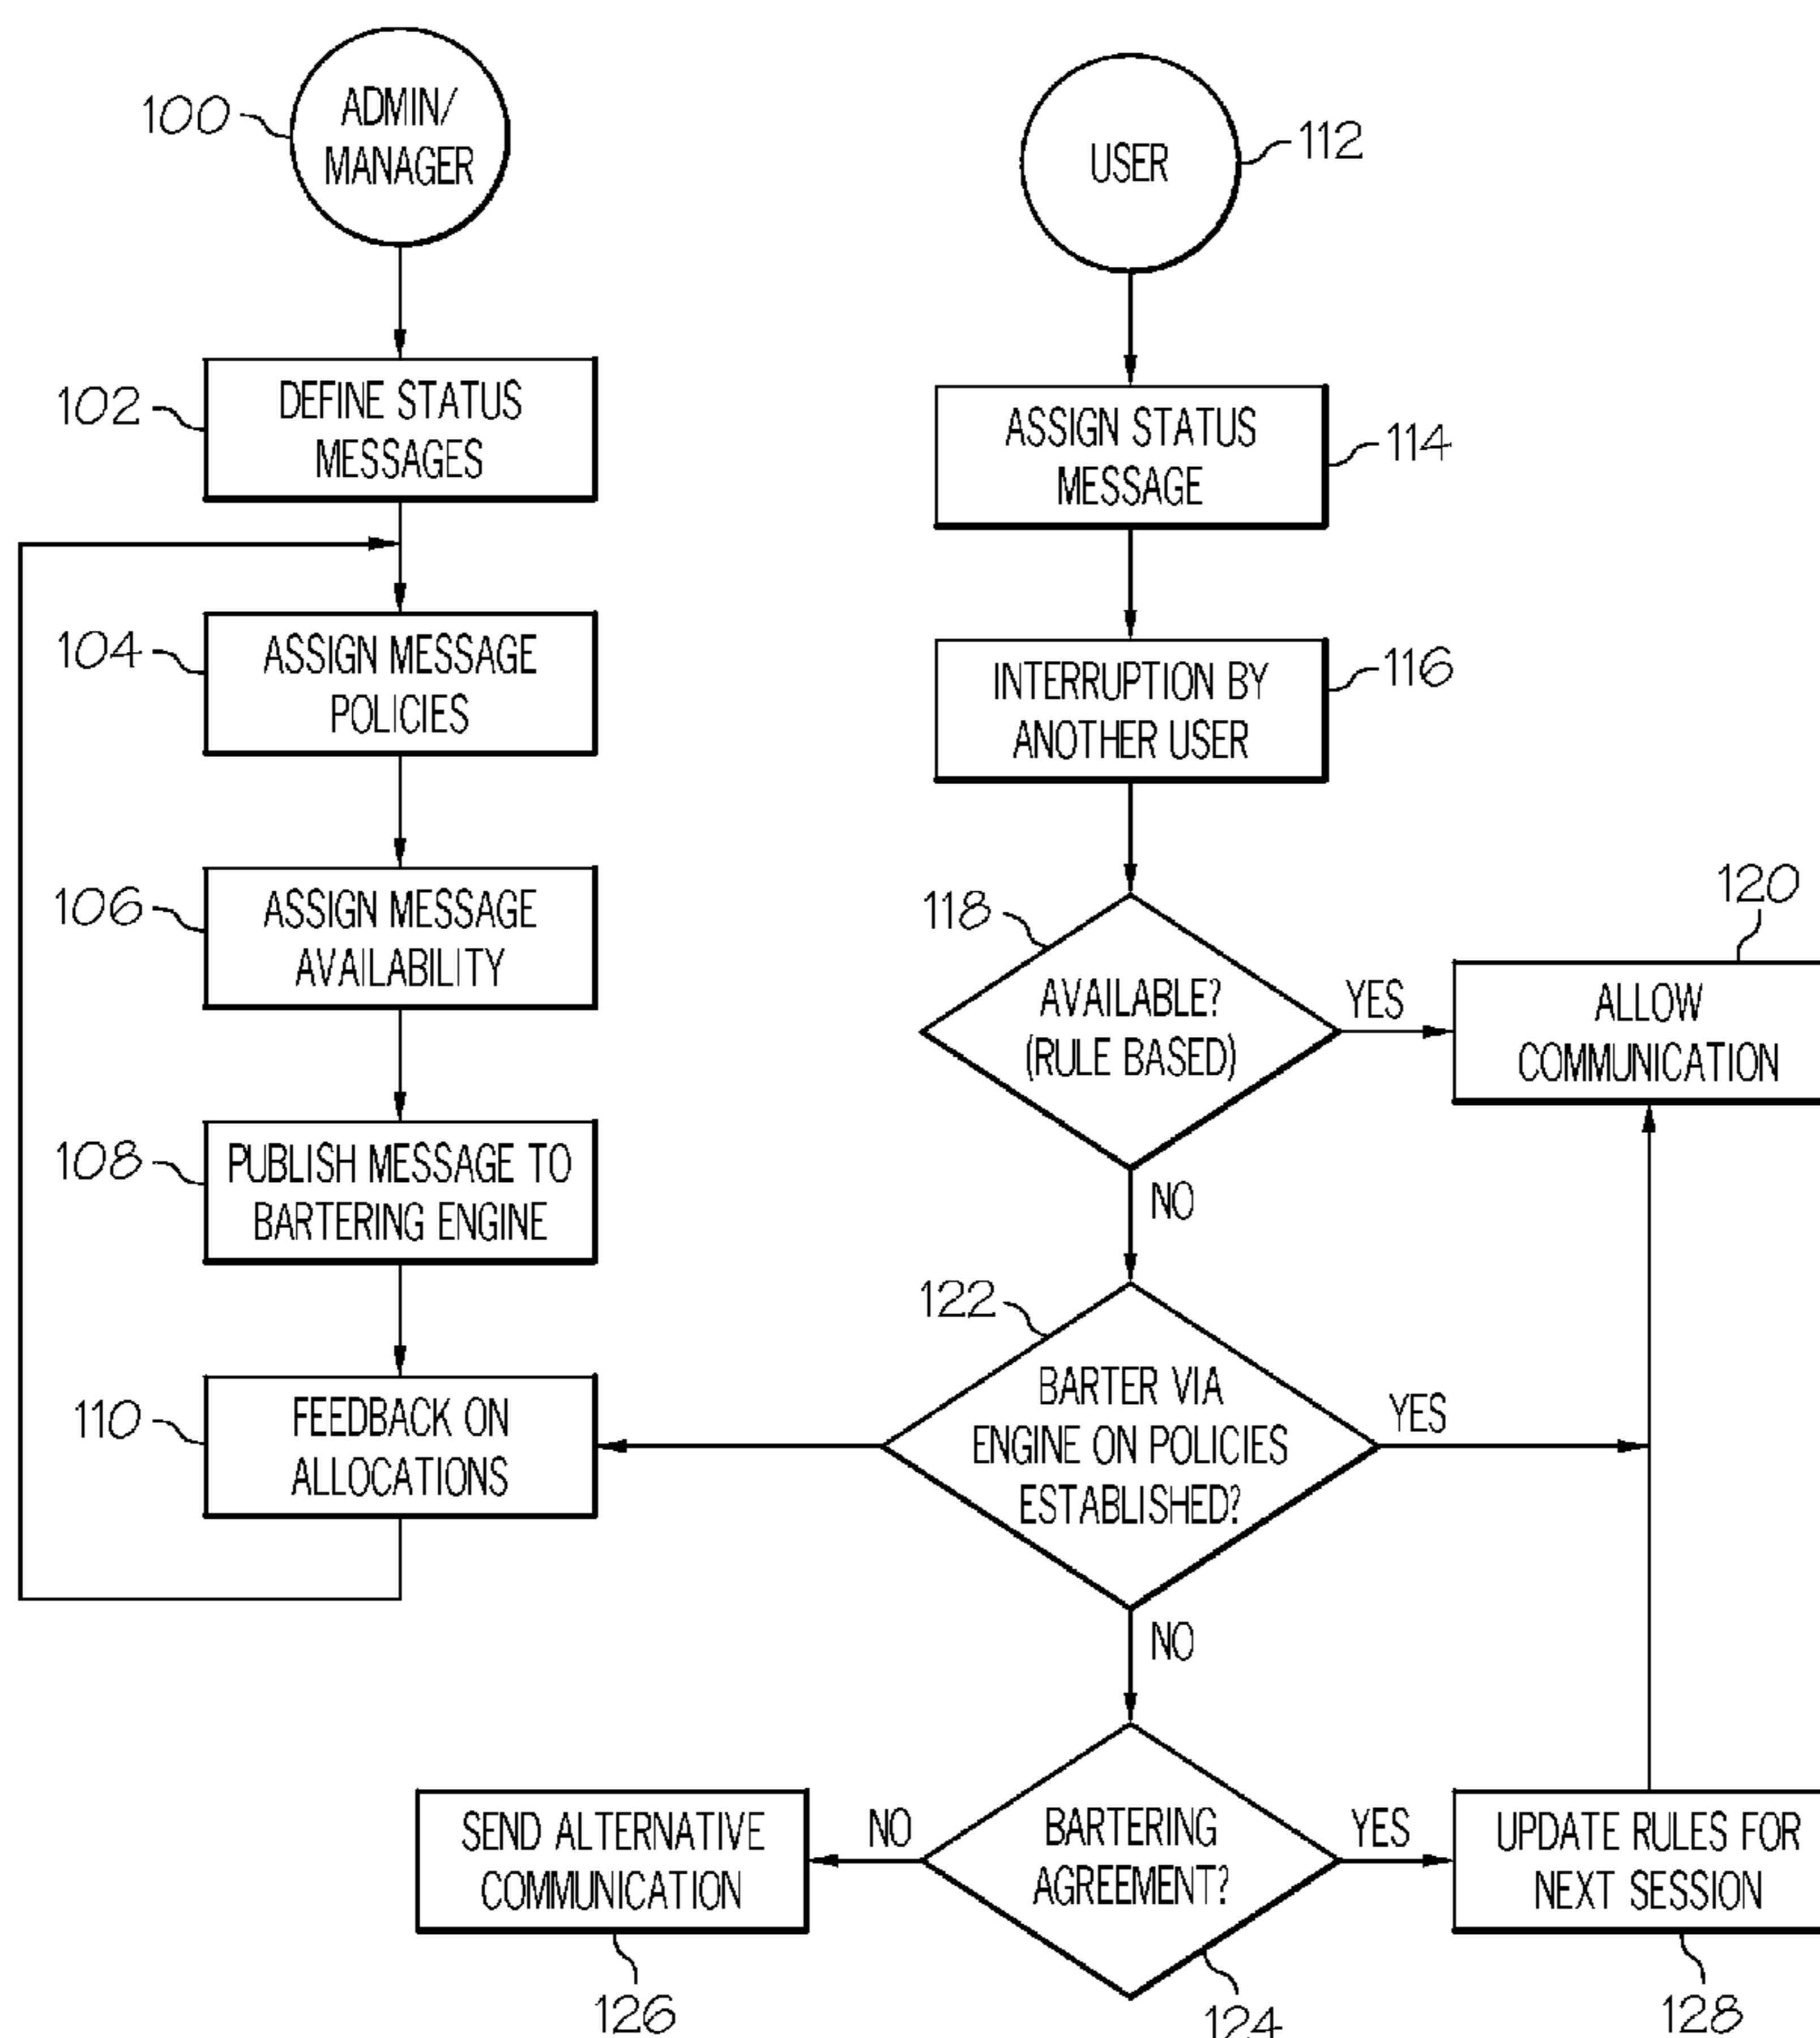 100
ADMIN/
MANAGER
102
DEFINE STATUS
MESSAGES
104
ASSIGN MESSAGE
POLICIES
106
ASSIGN MESSAGE
AVAILABILITY
108
PUBLISH MESSAGE TO
BARTERING ENGINE
110
FEEDBACK ON
ALLOCATIONS
USER
112
ASSIGN STATUS
MESSAGE
114
INTERRUPTION BY
ANOTHER USER
116
118
AVAILABLE?
(RULE BASED)
YES
NO
120
ALLOW
COMMUNICATION
122
BARTER VIA
ENGINE ON POLICIES
ESTABLISHED?
YES
NO
BARTERING
AGREEMENT?
124
NO
YES
SEND ALTERNATIVE
COMMUNICATION
126
UPDATE RULES FOR
NEXT SESSION
128